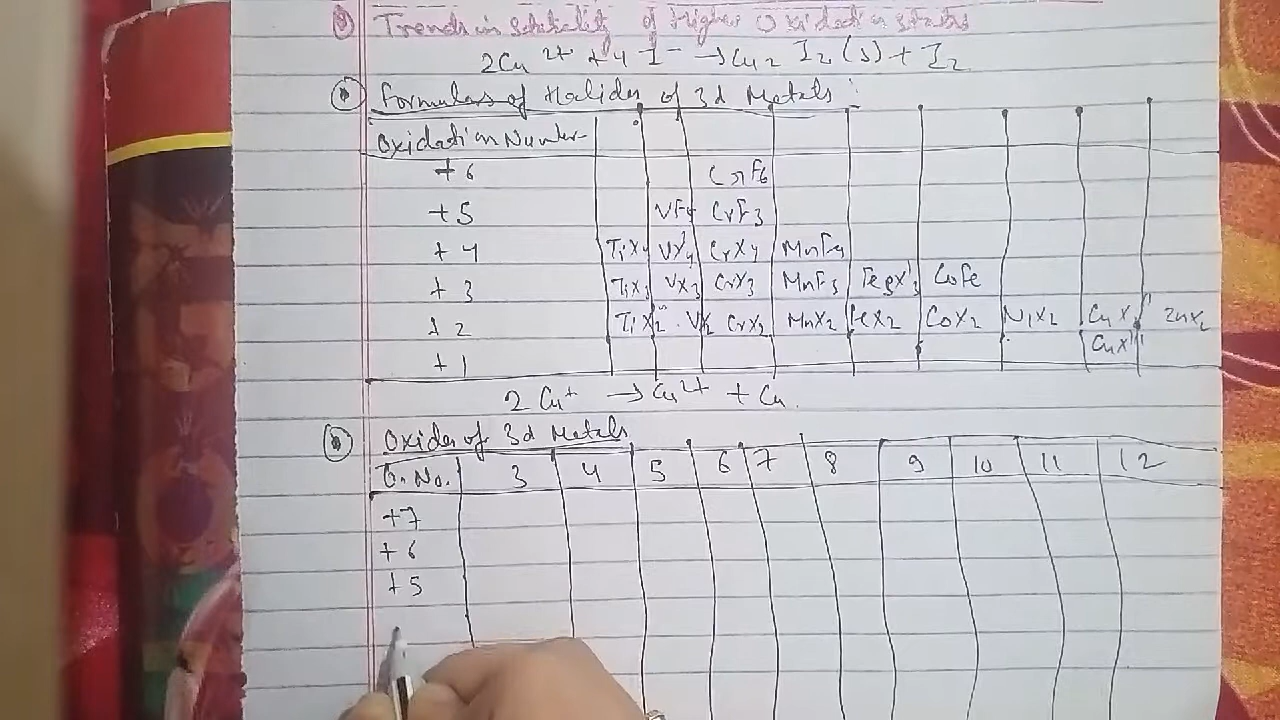 ③ Trends in Stability of Higher Oxidation States
2Cu²⁺ + 4I⁻ → Cu₂I₂(s) + I₂
Formulas of Halides of 3d Metals:
Oxidation Number
+6 CrF₆
+5 VF₅ CrF₃
+4 TiX₄ VX₄ CrX₄ MnF₄
+3 TiX₃ VX₃ CrX₃ MnF₃ CoFe
+2 TiX₂ VX₂ CrX₂ MnX₂ FeX₂ CoX₂ NiX₂ CuX₂ ZnX₂
+1 CuX
2Cu⁺ → Cu²⁺ + Cu.
Oxides of 3d Metals
O.No. 3 4 5 6 7 8 9 10 11 12
+7
+6
+5